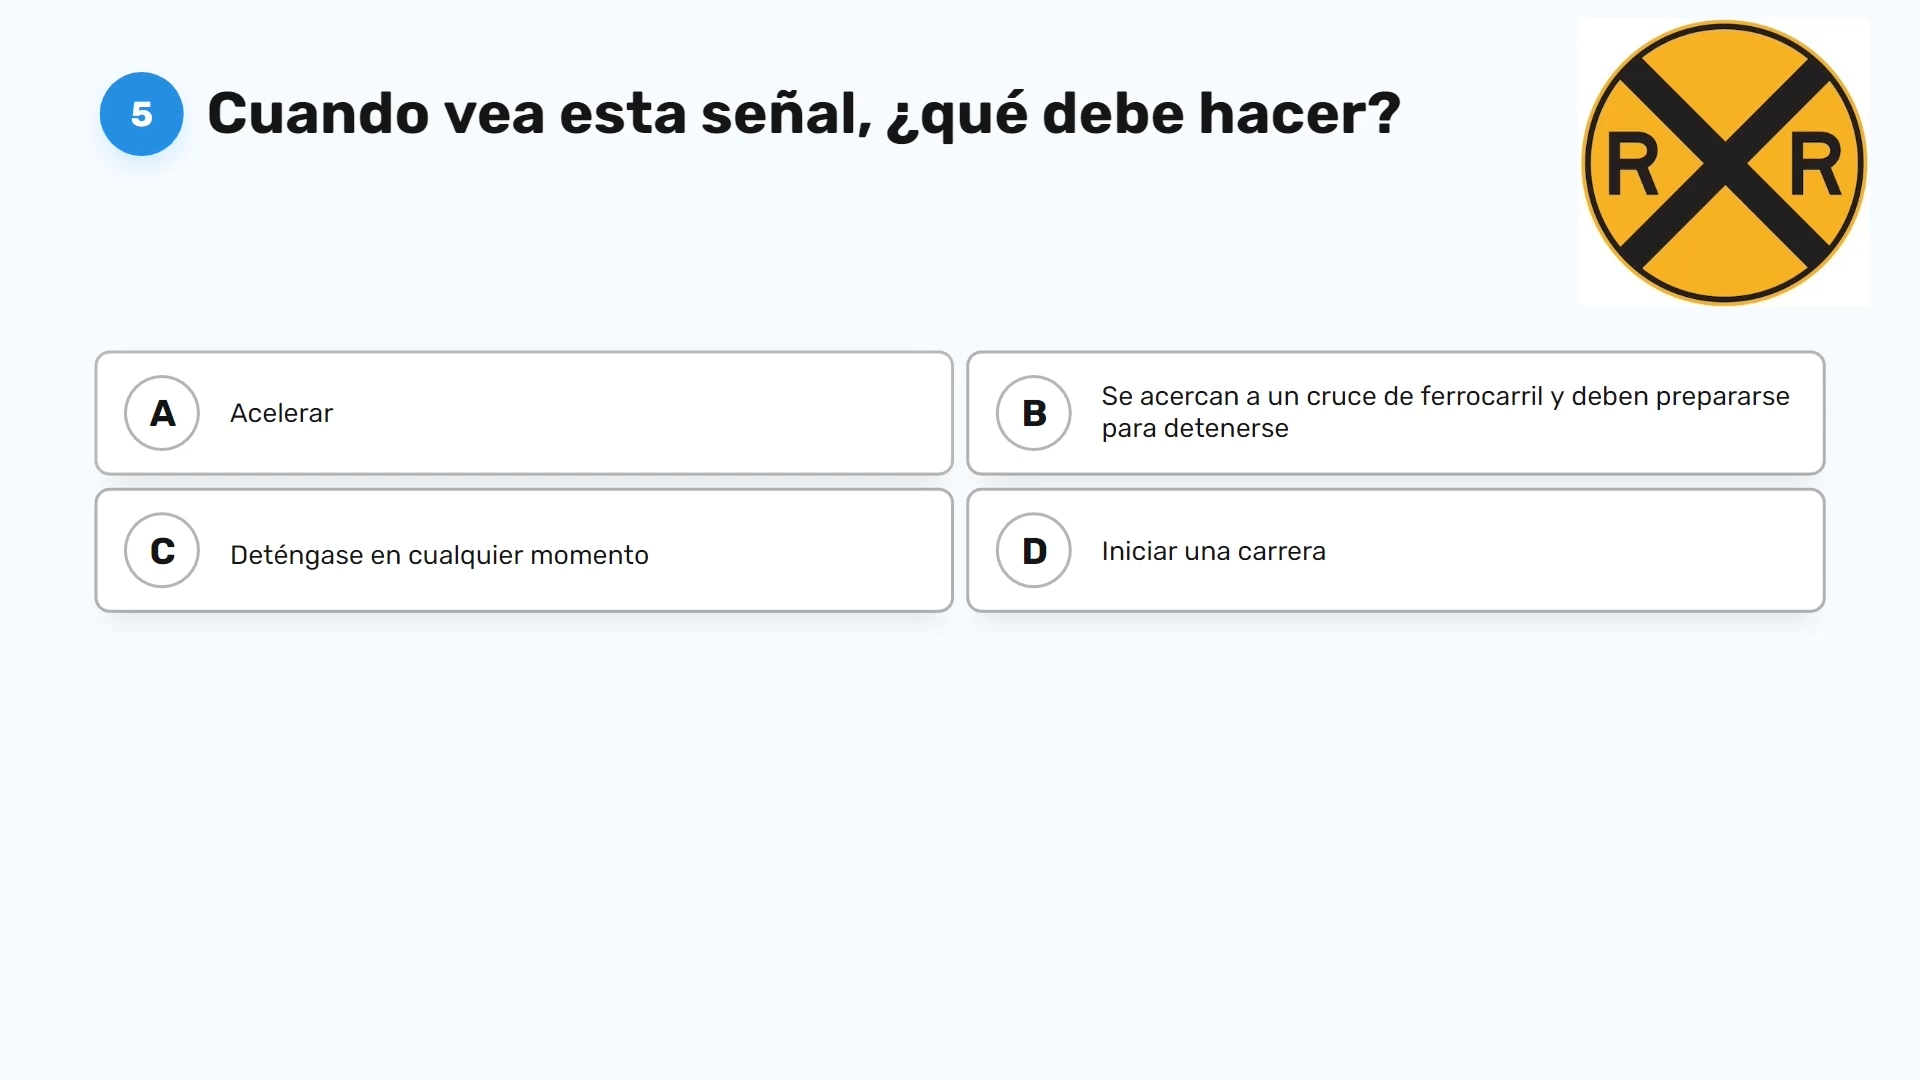 5
Cuando vea esta señal, ¿qué debe hacer?
R R
A
Acelerar
B
Se acercan a un cruce de ferrocarril y deben prepararse
para detenerse
C
Deténgase en cualquier momento
D
Iniciar una carrera